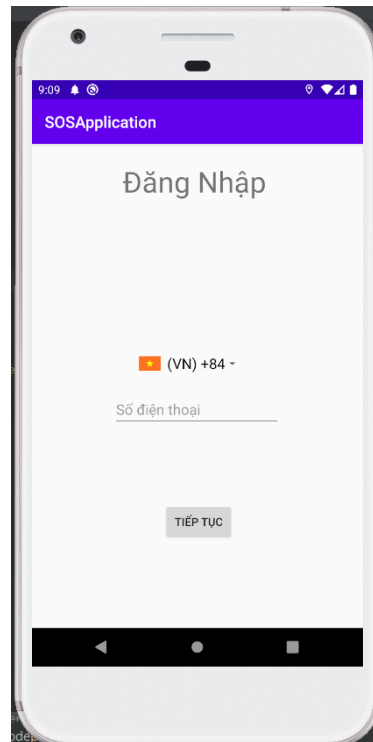 9:09
SOSApplication
Đăng Nhập
(VN) +84
Số điện thoại
TIẾP TỤC